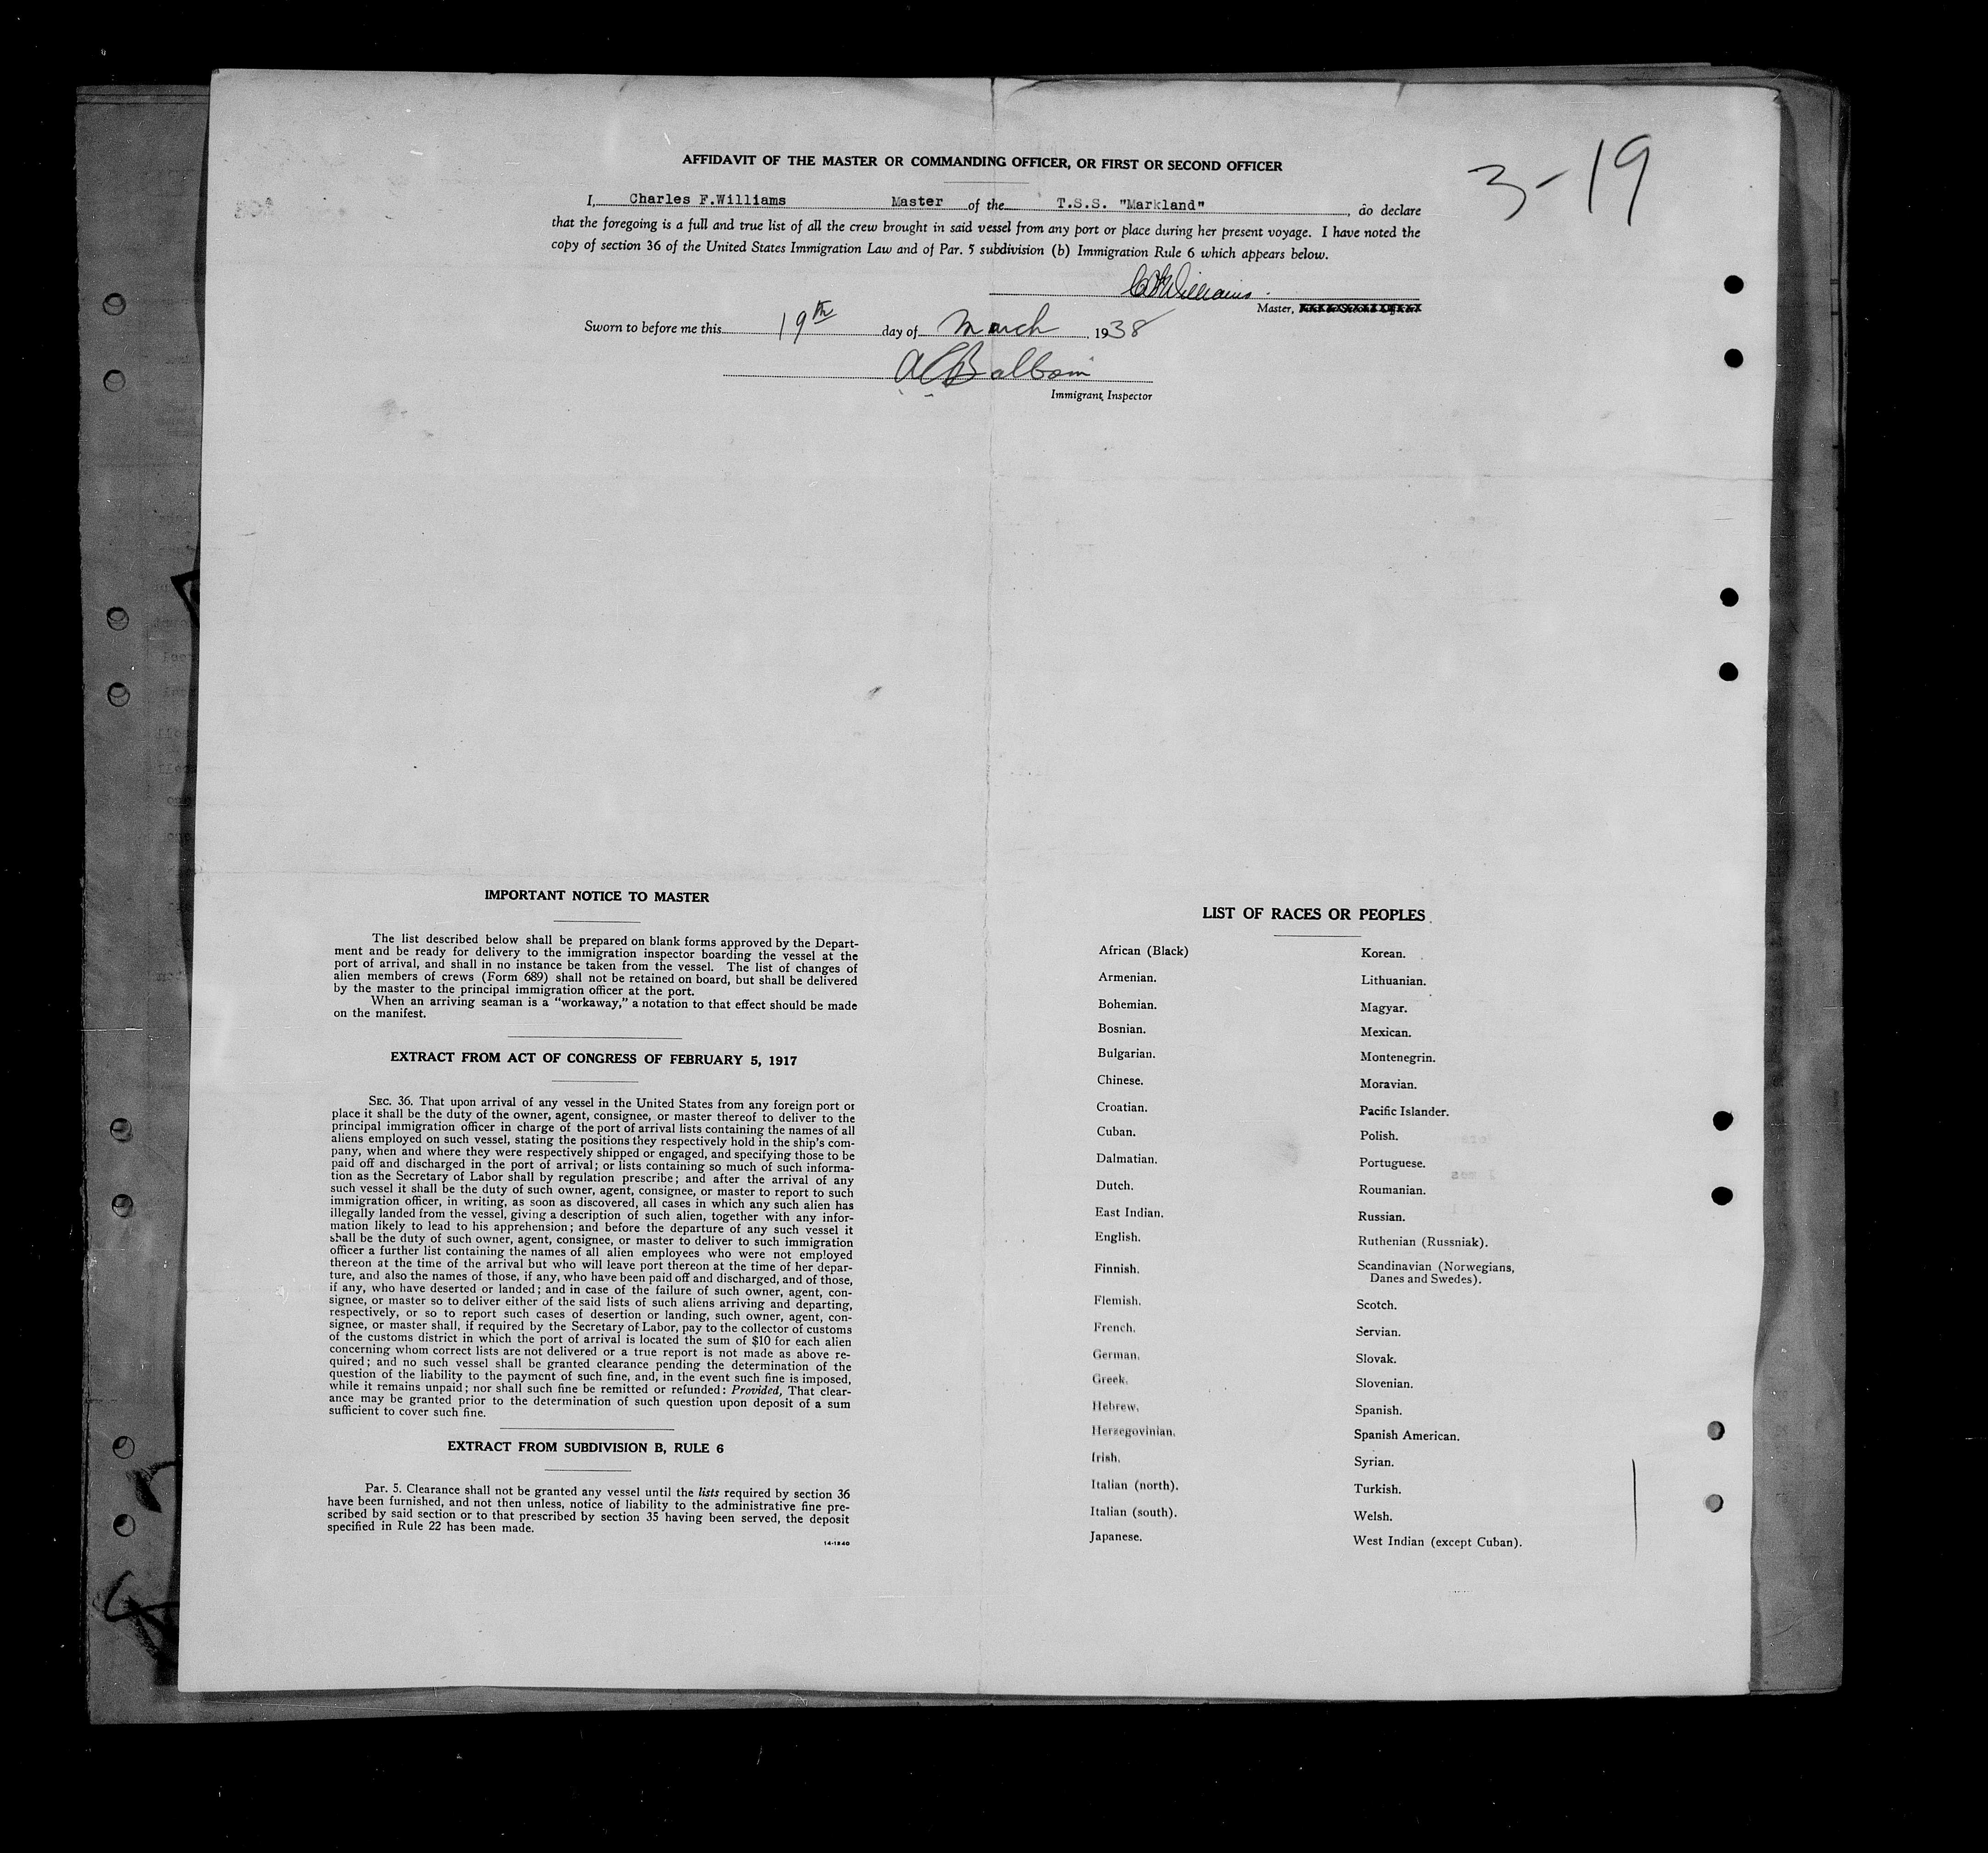 3-19
AFFIDAVIT OF THE MASTER OR COMMANDING OFFICER, OR FIRST OR SECOND OFFICER
I, Charles F.Williams Master of the T.S.S. "Markland", do declare
that the foregoing is a full and true list of all the crew brought in said vessel from any port or place during her present voyage. I have noted the
copy of section 36 of the United States Immigration Law and of Par. 5 subdivision (b) Immigration Rule 6 which appears below.
CFWilliams.
Master,
Sworn to before me this 19th day of March, 1938
Immigrant Inspector
IMPORTANT NOTICE TO MASTER
The list described below shall be prepared on blank forms approved by the Depart-
ment and be ready for delivery to the immigration inspector boarding the vessel at the
port of arrival, and shall in no instance be taken from the vessel. The list of changes of
alien members of crews (Form 689) shall not be retained on board, but shall be delivered
by the master to the principal immigration officer at the port.
When an arriving seaman is a "workaway," a notation to that effect should be made
on the manifest.
EXTRACT FROM ACT OF CONGRESS OF FEBRUARY 5, 1917
SEC. 36. That upon arrival of any vessel in the United States from any foreign port or
place it shall be the duty of the owner, agent, consignee, or master thereof to deliver to the
principal immigration officer in charge of the port of arrival lists containing the names of all
aliens employed on such vessel, stating the positions they respectively hold in the ship's com-
pany, when and where they were respectively shipped or engaged, and specifying those to be
paid off and discharged in the port of arrival; or lists containing so much of such informa-
tion as the Secretary of Labor shall by regulation prescribe; and after the arrival of any
such vessel it shall be the duty of such owner, agent, consignee, or master to report to such
immigration officer, in writing, as soon as discovered, all cases in which any such alien has
illegally landed from the vessel, giving a description of such alien, together with any infor-
mation likely to lead to his apprehension; and before the departure of any such vessel it
shall be the duty of such owner, agent, consignee, or master to deliver to such immigration
officer a further list containing the names of all alien employees who were not employed
thereon at the time of the arrival but who will leave port thereon at the time of her depar-
ture, and also the names of those, if any, who have been paid off and discharged, and of those,
if any, who have deserted or landed; and in case of the failure of such owner, agent, con-
signee, or master so to deliver either of the said lists of such aliens arriving and departing,
respectively, or so to report such cases of desertion or landing, such owner, agent, con-
signee, or master shall, if required by the Secretary of Labor, pay to the collector of customs
of the customs district in which the port of arrival is located the sum of $10 for each alien
concerning whom correct lists are not delivered or a true report is not made as above re-
quired; and no such vessel shall be granted clearance pending the determination of the
question of the liability to the payment of such fine, and, in the event such fine is imposed,
while it remains unpaid; nor shall such fine be remitted or refunded: Provided, That clear-
ance may be granted prior to the determination of such question upon deposit of a sum
sufficient to cover such fine.
EXTRACT FROM SUBDIVISION B, RULE 6
Par. 5. Clearance shall not be granted any vessel until the lists required by section 36
have been furnished, and not then unless, notice of liability to the administrative fine pre-
scribed by said section or to that prescribed by section 35 having been served, the deposit
specified in Rule 22 has been made.
14-1240
LIST OF RACES OR PEOPLES
African (Black)
Armenian.
Bohemian.
Bosnian.
Bulgarian.
Chinese.
Croatian.
Cuban.
Dalmatian.
Dutch.
East Indian.
English.
Finnish.
Flemish.
French.
German.
Greek.
Hebrew.
Herzegovinian.
Irish.
Italian (north).
Italian (south).
Japanese.
Korean.
Lithuanian.
Magyar.
Mexican.
Montenegrin.
Moravian.
Pacific Islander.
Polish.
Portuguese.
Roumanian.
Russian.
Ruthenian (Russniak).
Scandinavian (Norwegians,
Danes and Swedes).
Scotch.
Servian.
Slovak.
Slovenian.
Spanish.
Spanish American.
Syrian.
Turkish.
Welsh.
West Indian (except Cuban).